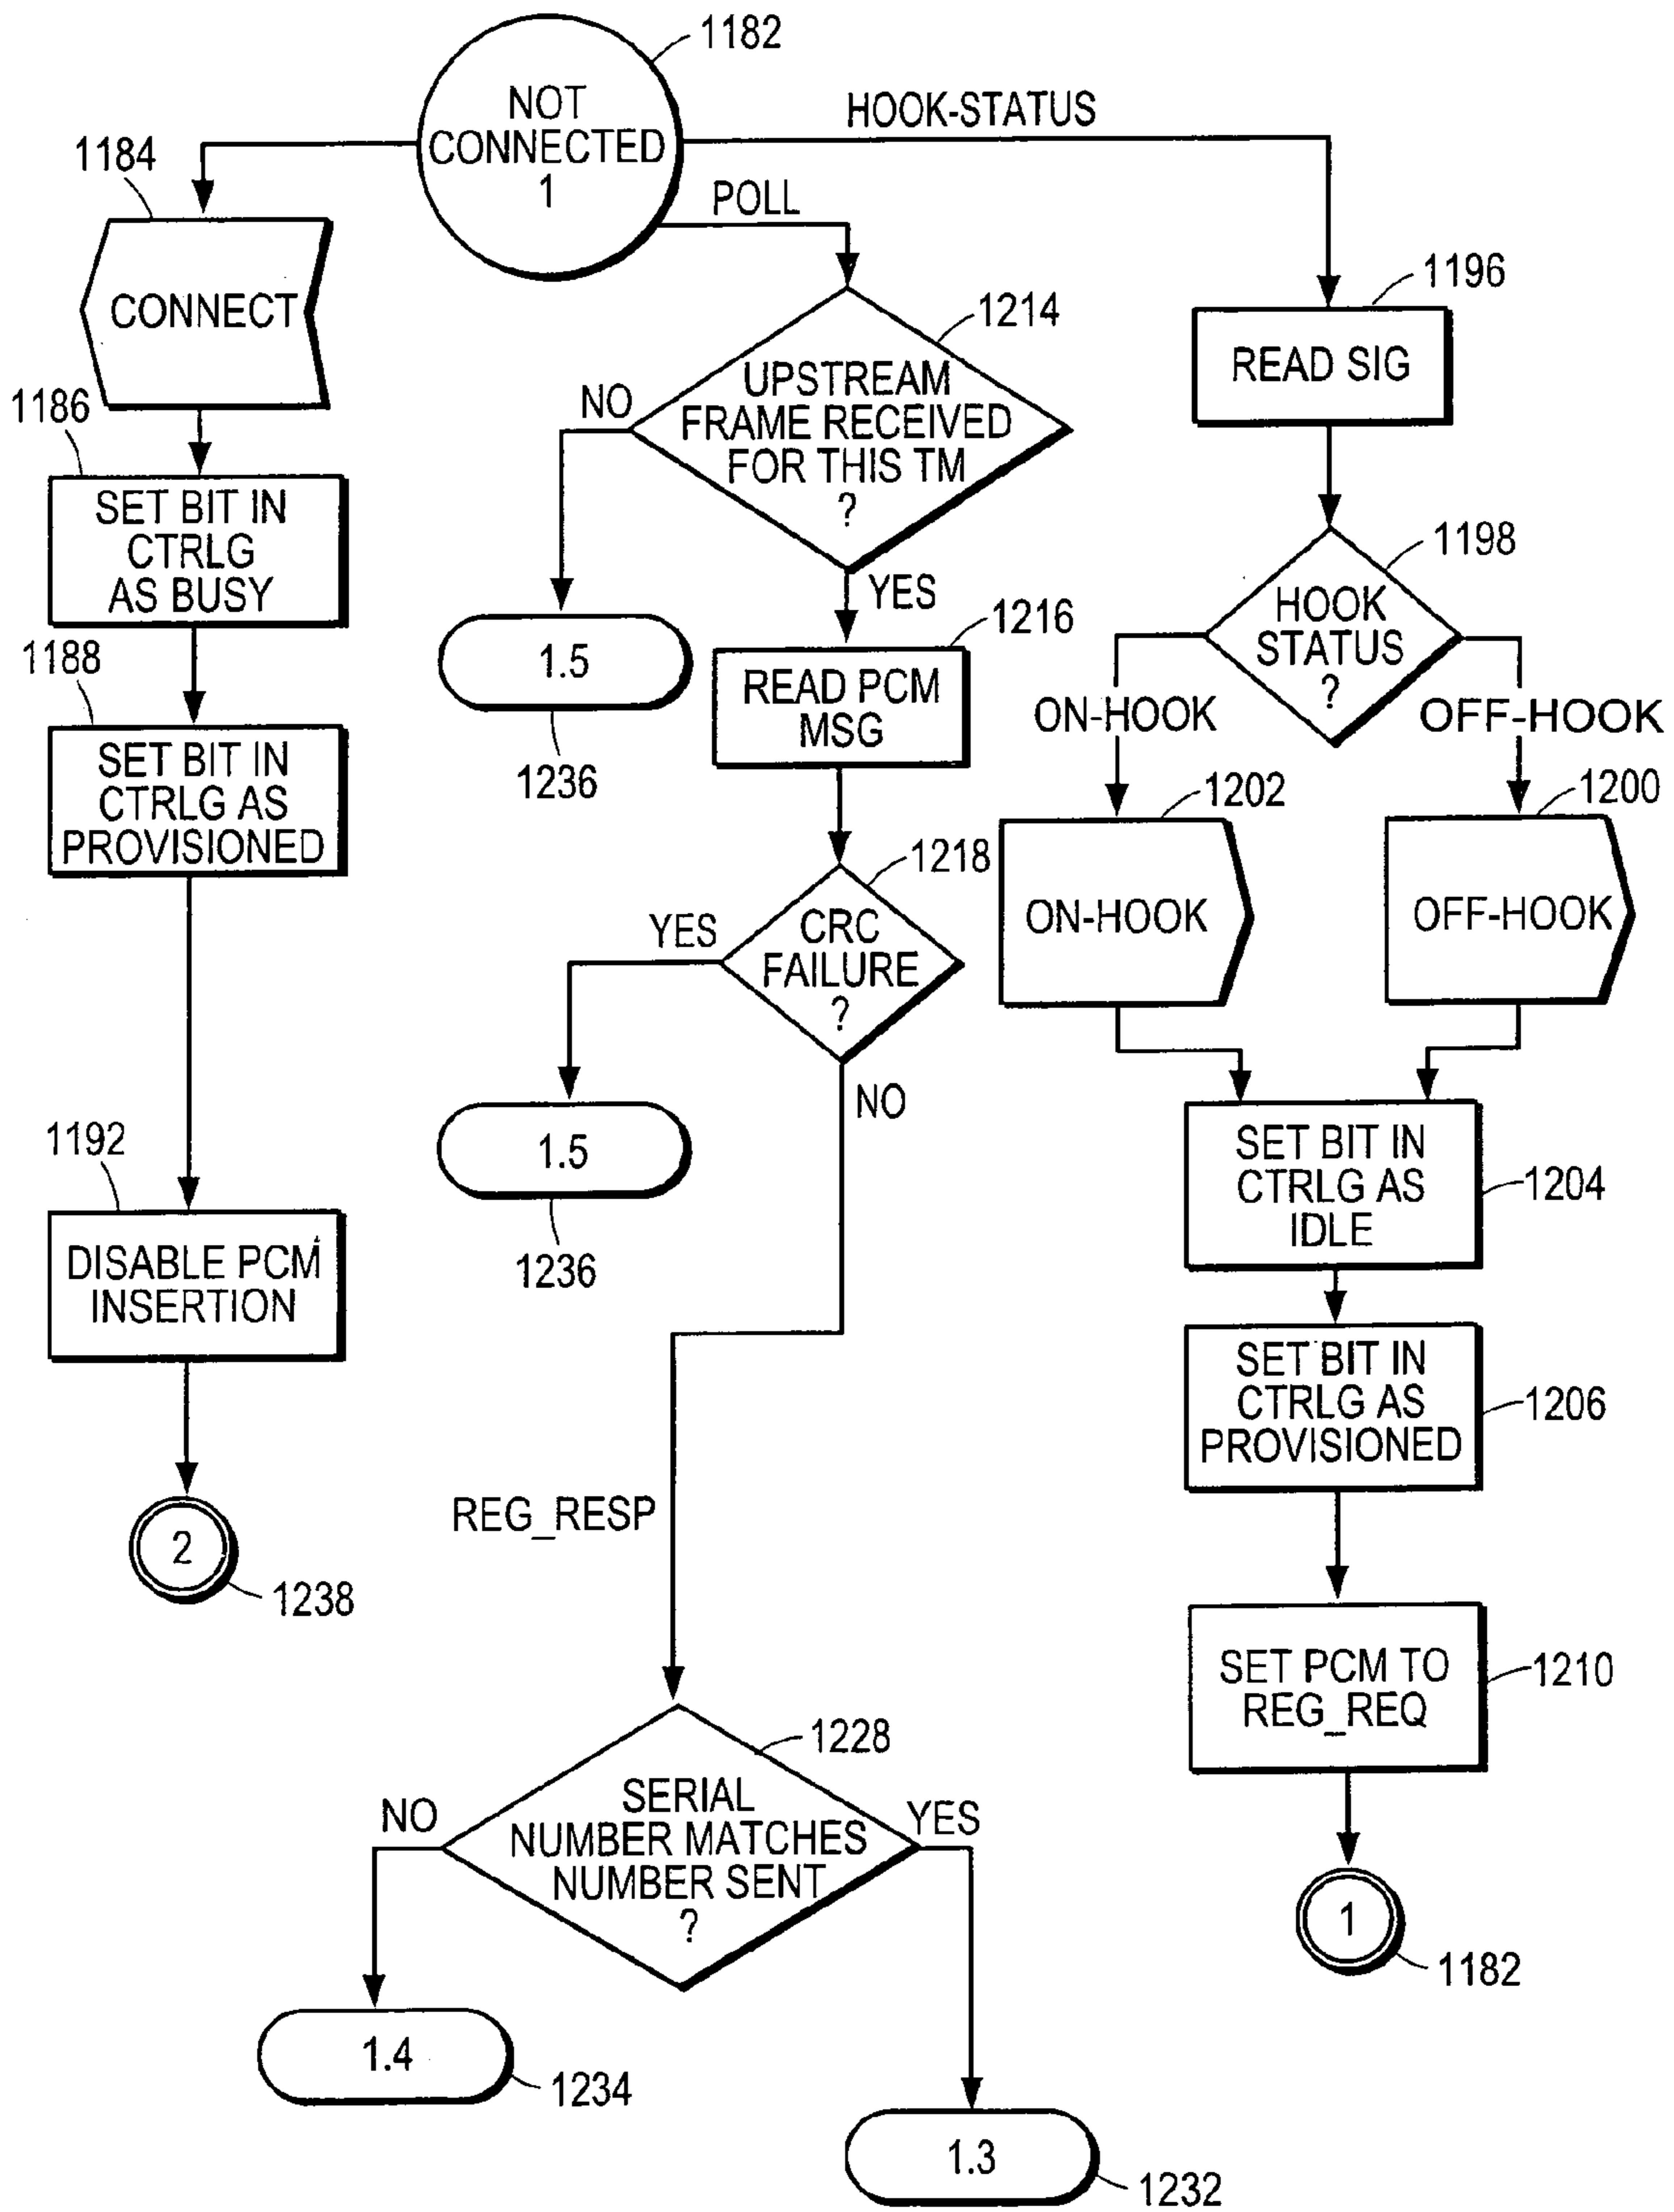 1182
NOT
CONNECTED
1
HOOK-STATUS
POLL
1184
CONNECT
1186
SET BIT IN
CTRLG
AS BUSY
1188
SET BIT IN
CTRLG AS
PROVISIONED
1192
DISABLE PCM
INSERTION
2
1238
1214
UPSTREAM
FRAME RECEIVED
FOR THIS TM
?
NO
1.5
1236
YES
1216
READ PCM
MSG
1218
CRC
FAILURE
?
YES
1.5
1236
NO
REG_RESP
1228
SERIAL
NUMBER MATCHES
NUMBER SENT
?
NO
YES
1.4
1234
1.3
1232
1196
READ SIG
1198
HOOK
STATUS
?
ON-HOOK
OFF-HOOK
1202
ON-HOOK
1200
OFF-HOOK
SET BIT IN
CTRLG AS
IDLE
1204
SET BIT IN
CTRLG AS
PROVISIONED
1206
SET PCM TO
REG_REQ
1210
1
1182